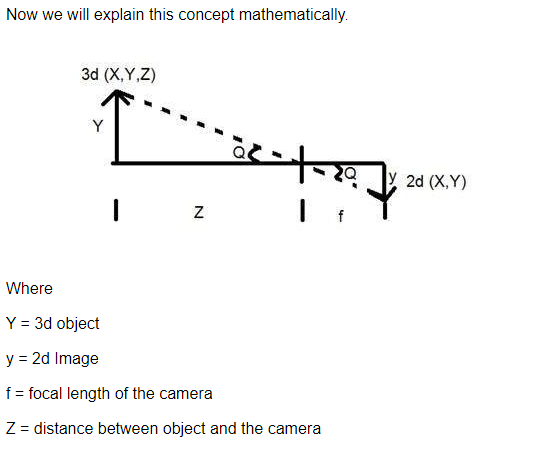 Now we will explain this concept mathematically.
3d (X,Y,Z)
Y
Q
Q
y 2d (X,Y)
Z
f
Where
Y = 3d object
y = 2d Image
f = focal length of the camera
Z = distance between object and the camera